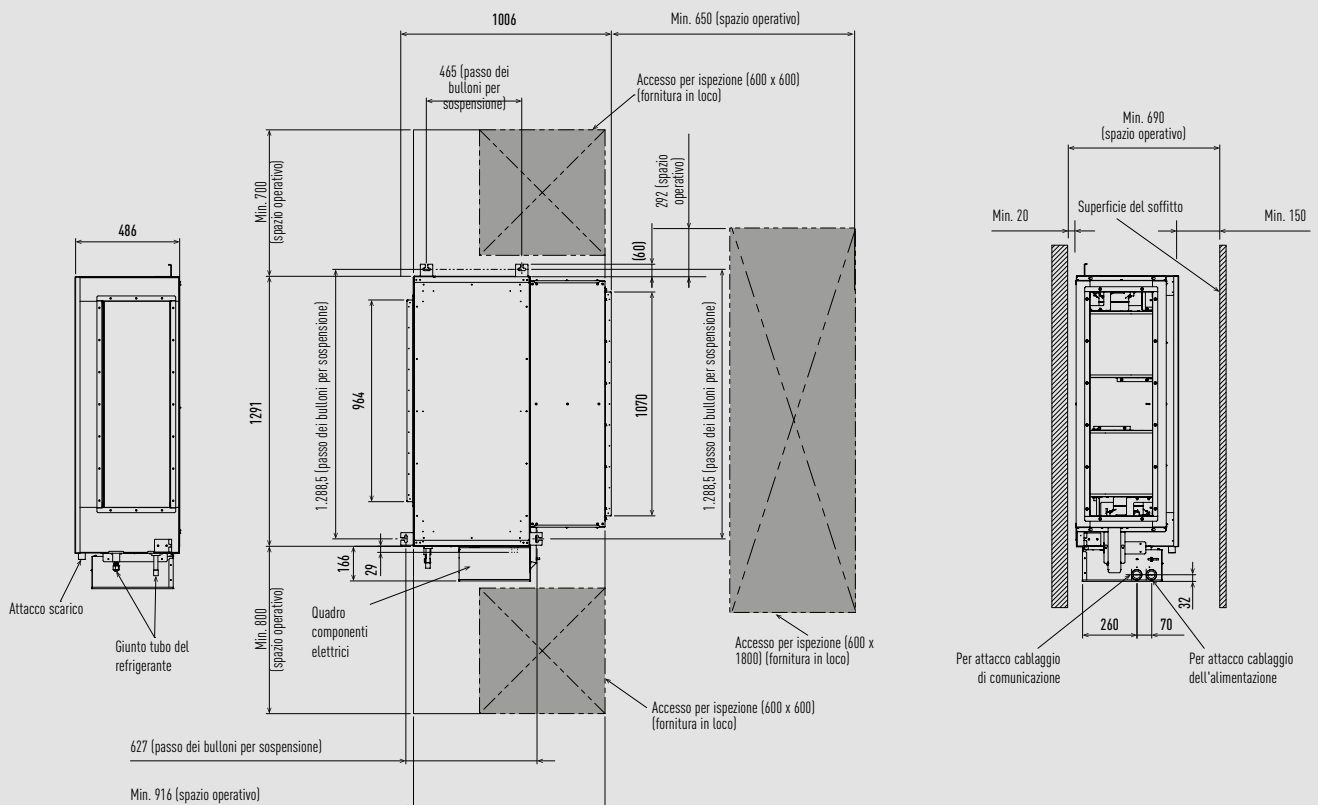 1006
Min. 650 (spazio operativo)
465 (passo dei
bulloni per
sospensione)
Accesso per ispezione (600 x 600)
(fornitura in loco)
Min. 700
(spazio operativo)
292 (spazio
operativo)
(60)
Min. 690
(spazio operativo)
Superficie del soffitto
Min. 20
Min. 150
486
1291
1.288,5 (passo dei bulloni per sospensione)
964
1070
1.288,5 (passo dei bulloni per sospensione)
166
29
Attacco scarico
Giunto tubo del
refrigerante
Quadro
componenti
elettrici
Min. 800
(spazio operativo)
Accesso per ispezione (600 x
1800) (fornitura in loco)
Accesso per ispezione (600 x 600)
(fornitura in loco)
32
260
70
Per attacco cablaggio
di comunicazione
Per attacco cablaggio
dell'alimentazione
627 (passo dei bulloni per sospensione)
Min. 916 (spazio operativo)